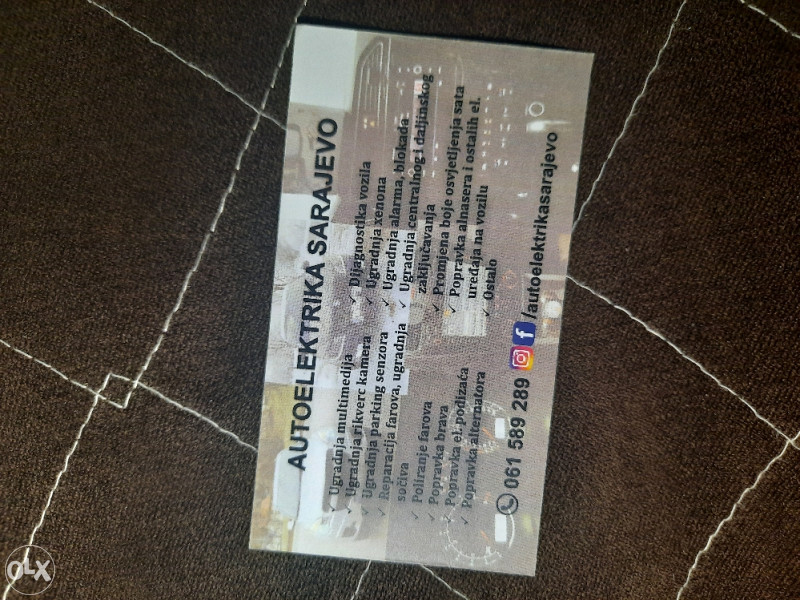 AUTOELEKTRIKA SARAJEVO
✓ Ugradnja multimedija
✓ Ugradnja rikverc kamera
✓ Ugradnja parking senzora
✓ Reparacija farova, ugradnja
sočiva
✓ Poliranje farova
✓ Popravka brava
✓ Popravka el. podizaća
✓ Popravka alternatora
✓ Dijagnostika vozila
✓ Ugradnja xenona
✓ Ugradnja alarma, blokada
✓ Ugradnja centralnog i daljinskog
zaključavanja
✓ Promjena boje osvjetljenja sata
✓ Popravka alnasera i ostalih el.
uređaja na vozilu
✓ Ostalo
061 589 289 /autoelektrikasarajevo
OLX